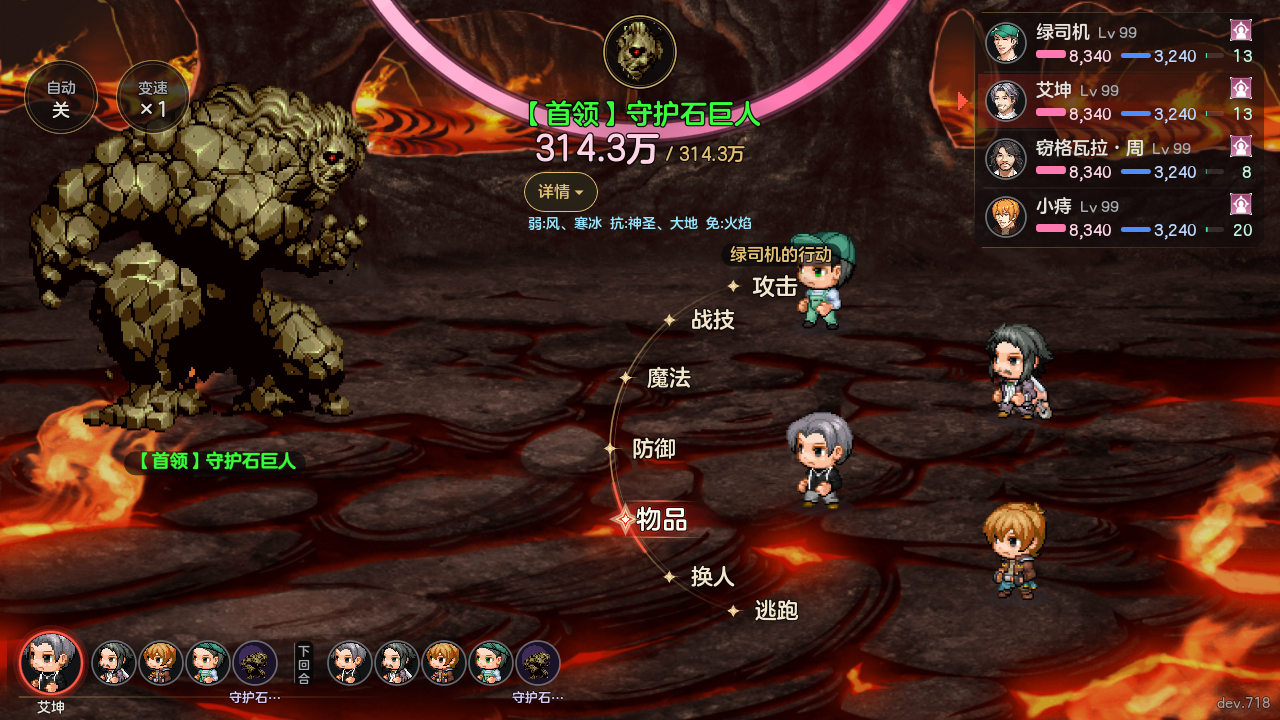 自动
关
变速
×1
【首领】守护石巨人
314.3万 / 314.3万
详情
弱:风、寒冰 抗:神圣、大地 免:火焰
绿司机 Lv 99
8,340 3,240 13
艾坤 Lv 99
8,340 3,240 13
窃格瓦拉·周 Lv 99
8,340 3,240 8
小痔 Lv 99
8,340 3,240 20
绿司机的行动
攻击
战技
魔法
防御
物品
换人
逃跑
【首领】守护石巨人
艾坤
守护石…
下回合
守护石…
dev.718